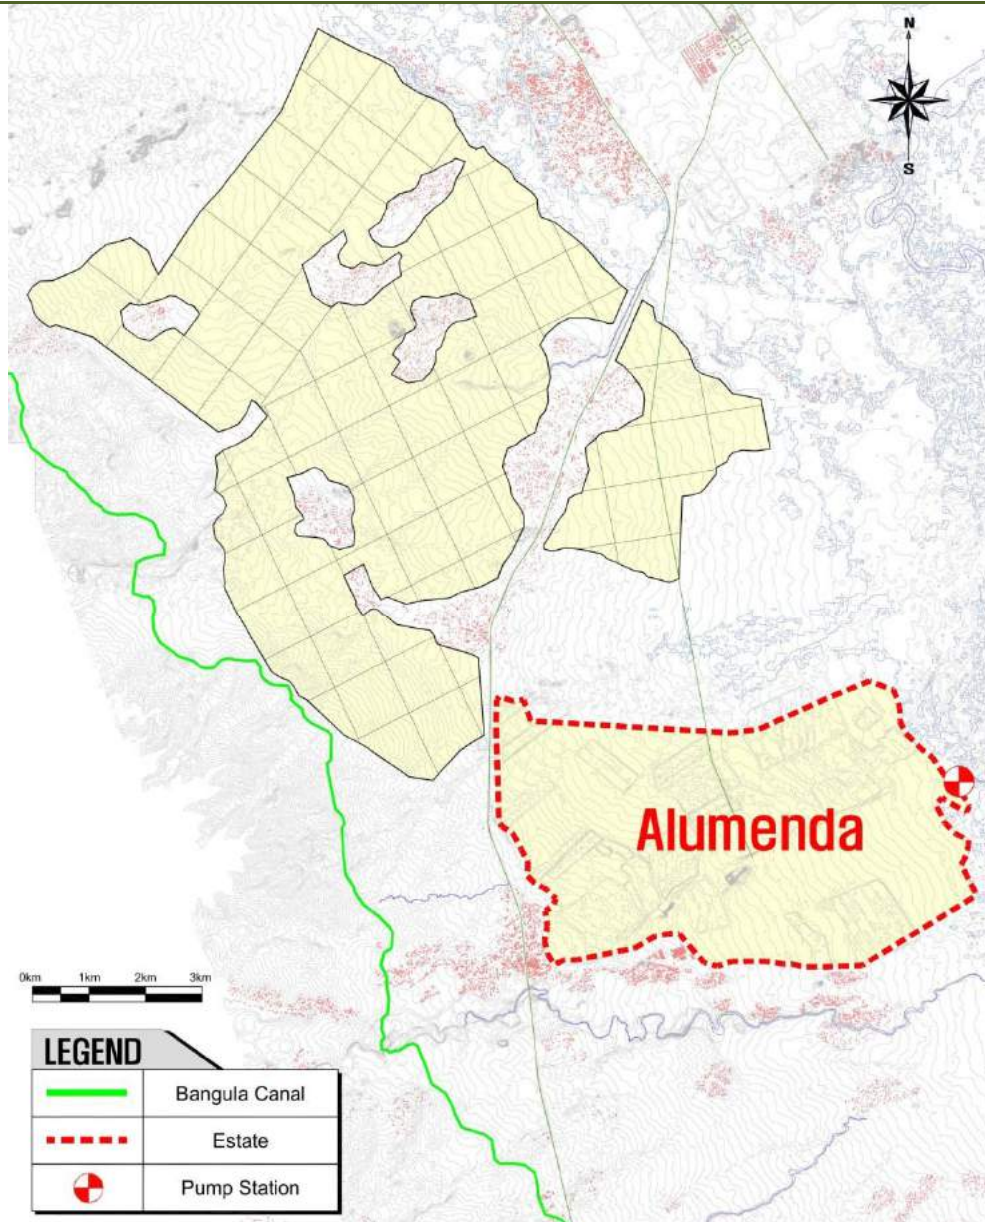 N
S
Alumenda
0km 1km 2km 3km
LEGEND
Bangula Canal
Estate
Pump Station